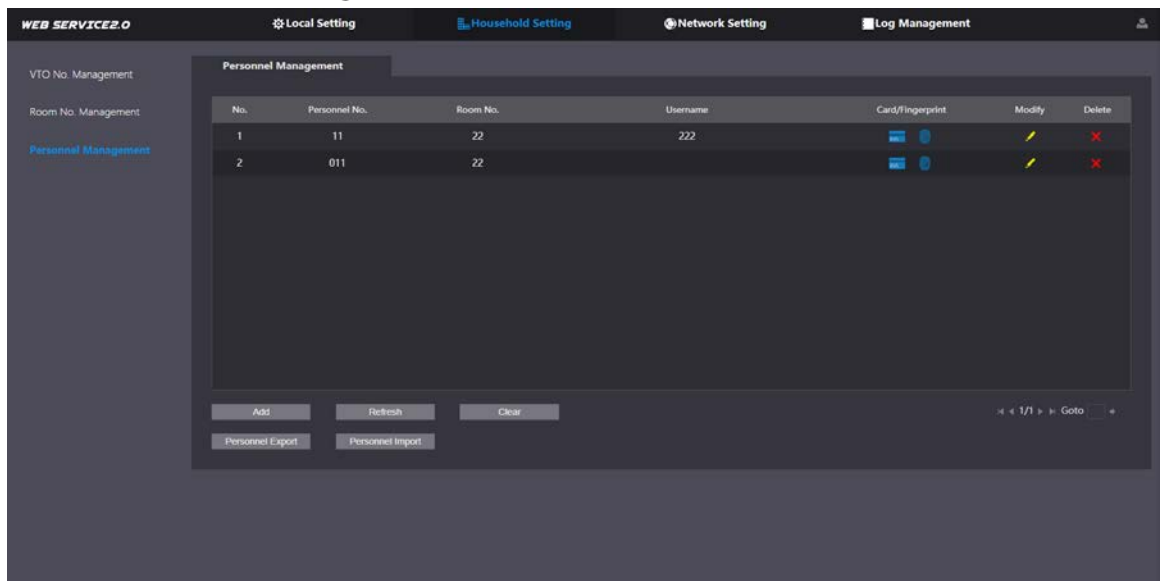 WEB SERVICE2.0 Local Setting Household Setting Network Setting Log Management
VTO No. Management
Room No. Management
Personnel Management
Personnel Management
No. Personnel No. Room No. Username Card/Fingerprint Modify Delete
1 11 22 222
2 011 22
Add Refresh Clear 1/1 Goto
Personnel Export Personnel Import